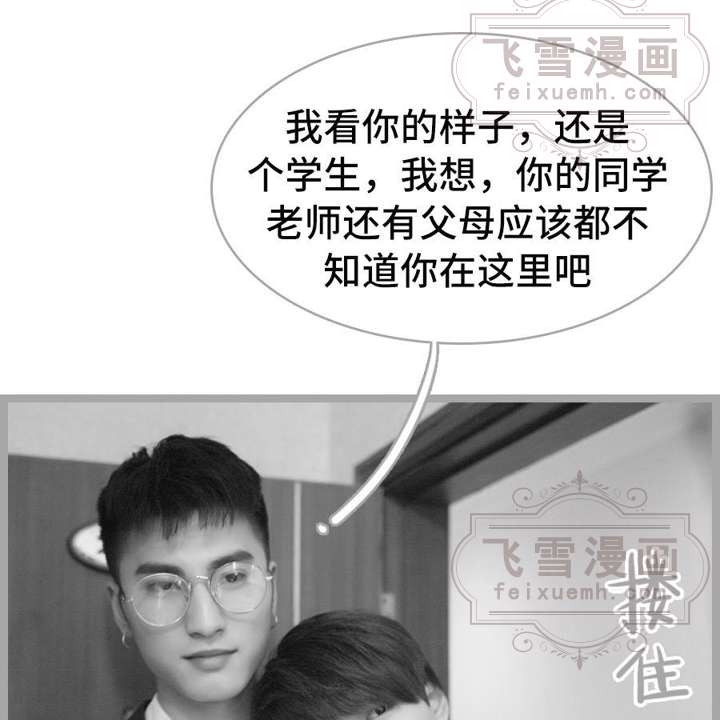 飞雪漫画
feixuemh.com
我看你的样子，还是
个学生，我想，你的同学
老师还有父母应该都不
知道你在这里吧
飞雪漫画
feixuemh.com
搂住